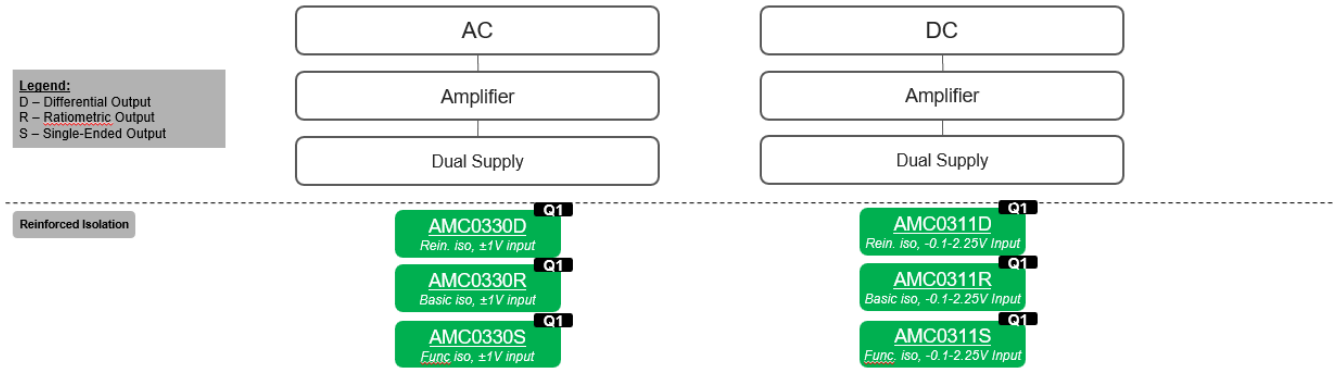 AC
DC
Legend:
D – Differential Output
R – Ratiometric Output
S – Single-Ended Output
Amplifier
Amplifier
Dual Supply
Dual Supply
Reinforced Isolation
Q1
AMC0330D
Rein. iso, ±1V input
Q1
AMC0311D
Rein. iso, -0.1-2.25V Input
Q1
AMC0330R
Basic iso, ±1V input
Q1
AMC0311R
Basic iso, -0.1-2.25V Input
Q1
AMC0330S
Func iso, ±1V input
Q1
AMC0311S
Func. iso, -0.1-2.25V Input